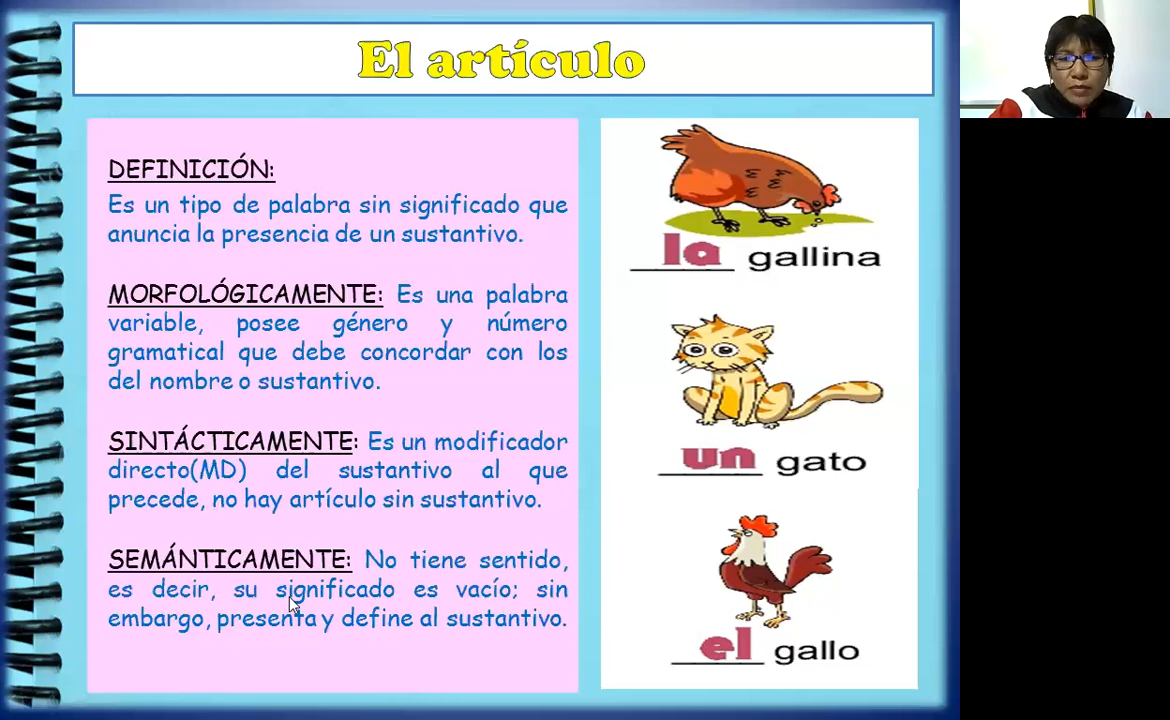 El artículo
DEFINICIÓN:
Es un tipo de palabra sin significado que
anuncia la presencia de un sustantivo.
MORFOLÓGICAMENTE: Es una palabra
variable, posee género y número
gramatical que debe concordar con los
del nombre o sustantivo.
SINTÁCTICAMENTE: Es un modificador
directo(MD) del sustantivo al que
precede, no hay artículo sin sustantivo.
SEMÁNTICAMENTE: No tiene sentido,
es decir, su significado es vacío; sin
embargo, presenta y define al sustantivo.
la gallina
un gato
el gallo